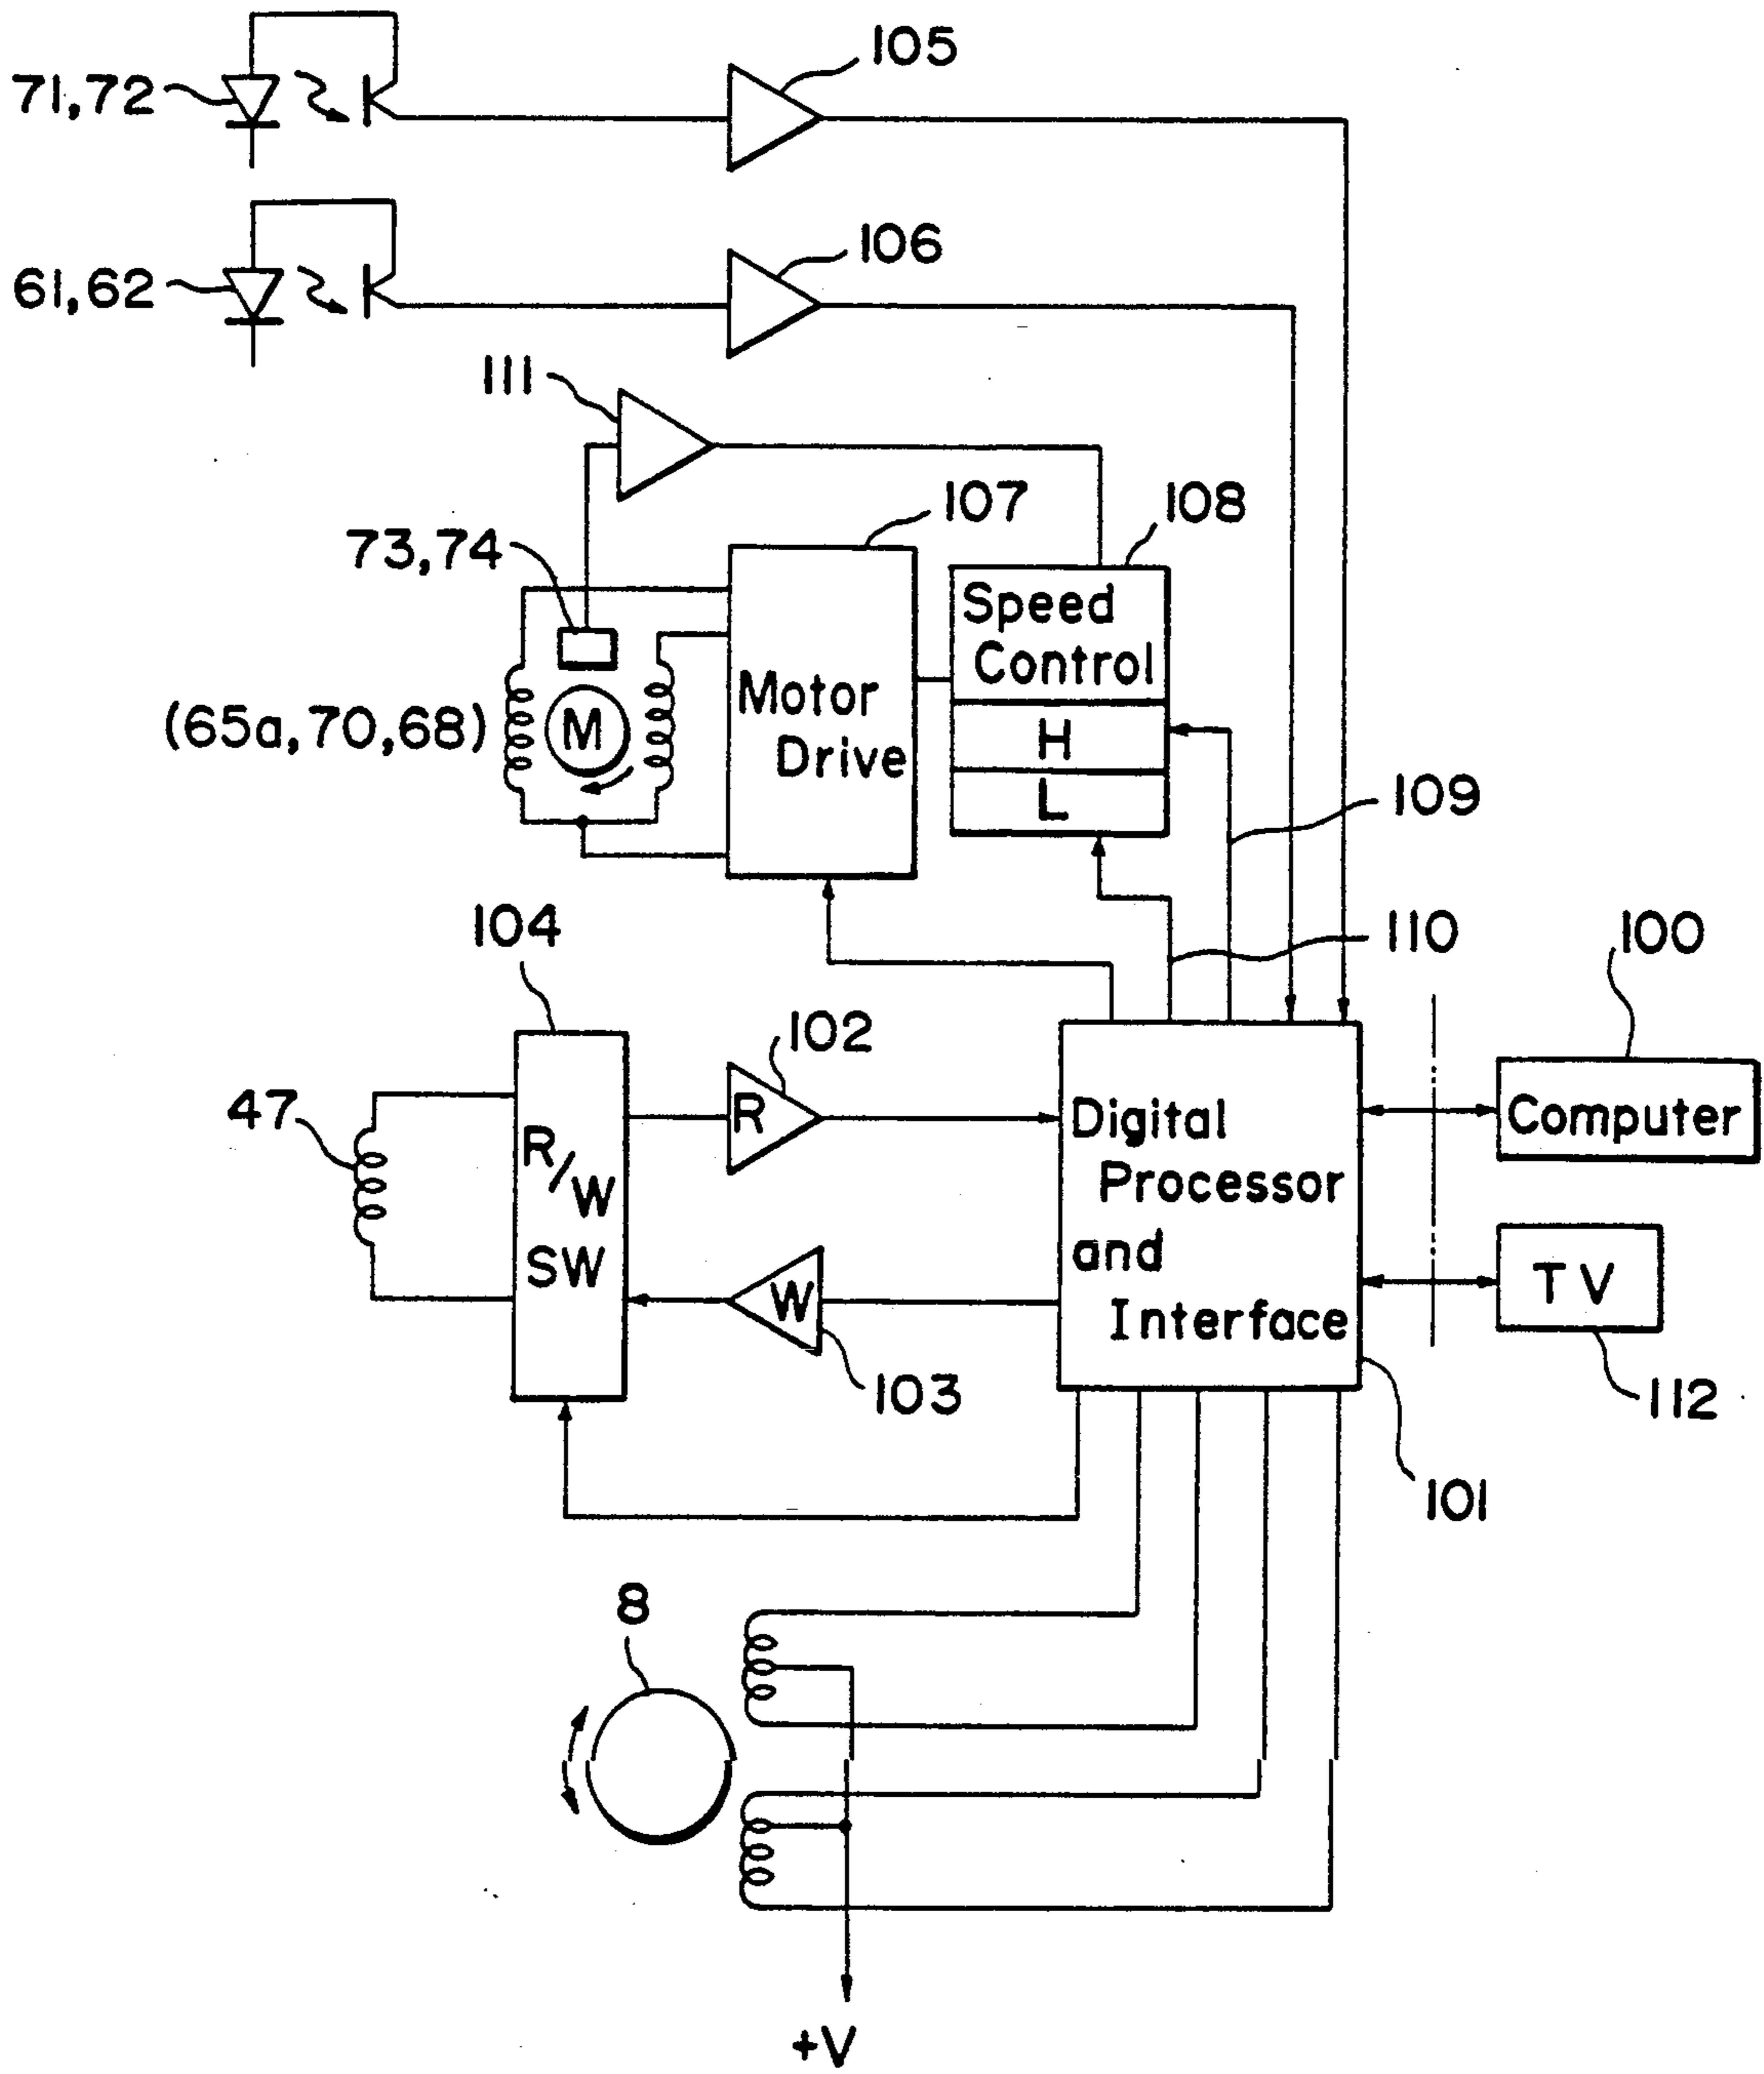 105
71,72
106
61,62
111
107
108
73,74
Speed
Control
(65a,70,68)
M
Motor
Drive
H
L
109
104
110
100
102
47
R
R/W
SW
Digital
Processor
and
Interface
Computer
W
TV
103
112
101
8
+V